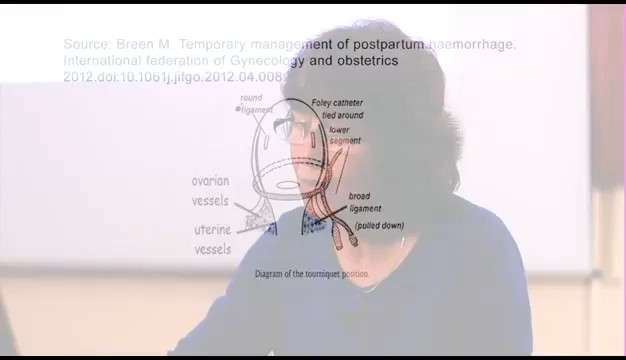 Source: Breen M. Temporary management of postpartum haemorrhage.
International federation of Gynecology and obstetrics
2012.doi:10.1061j.jifgo.2012.04.008
round
ligament
Foley catheter
tied around
lower
segment
ovarian
vessels
broad
ligament
uterine
vessels
(pulled down)
Diagram of the tourniquet position.